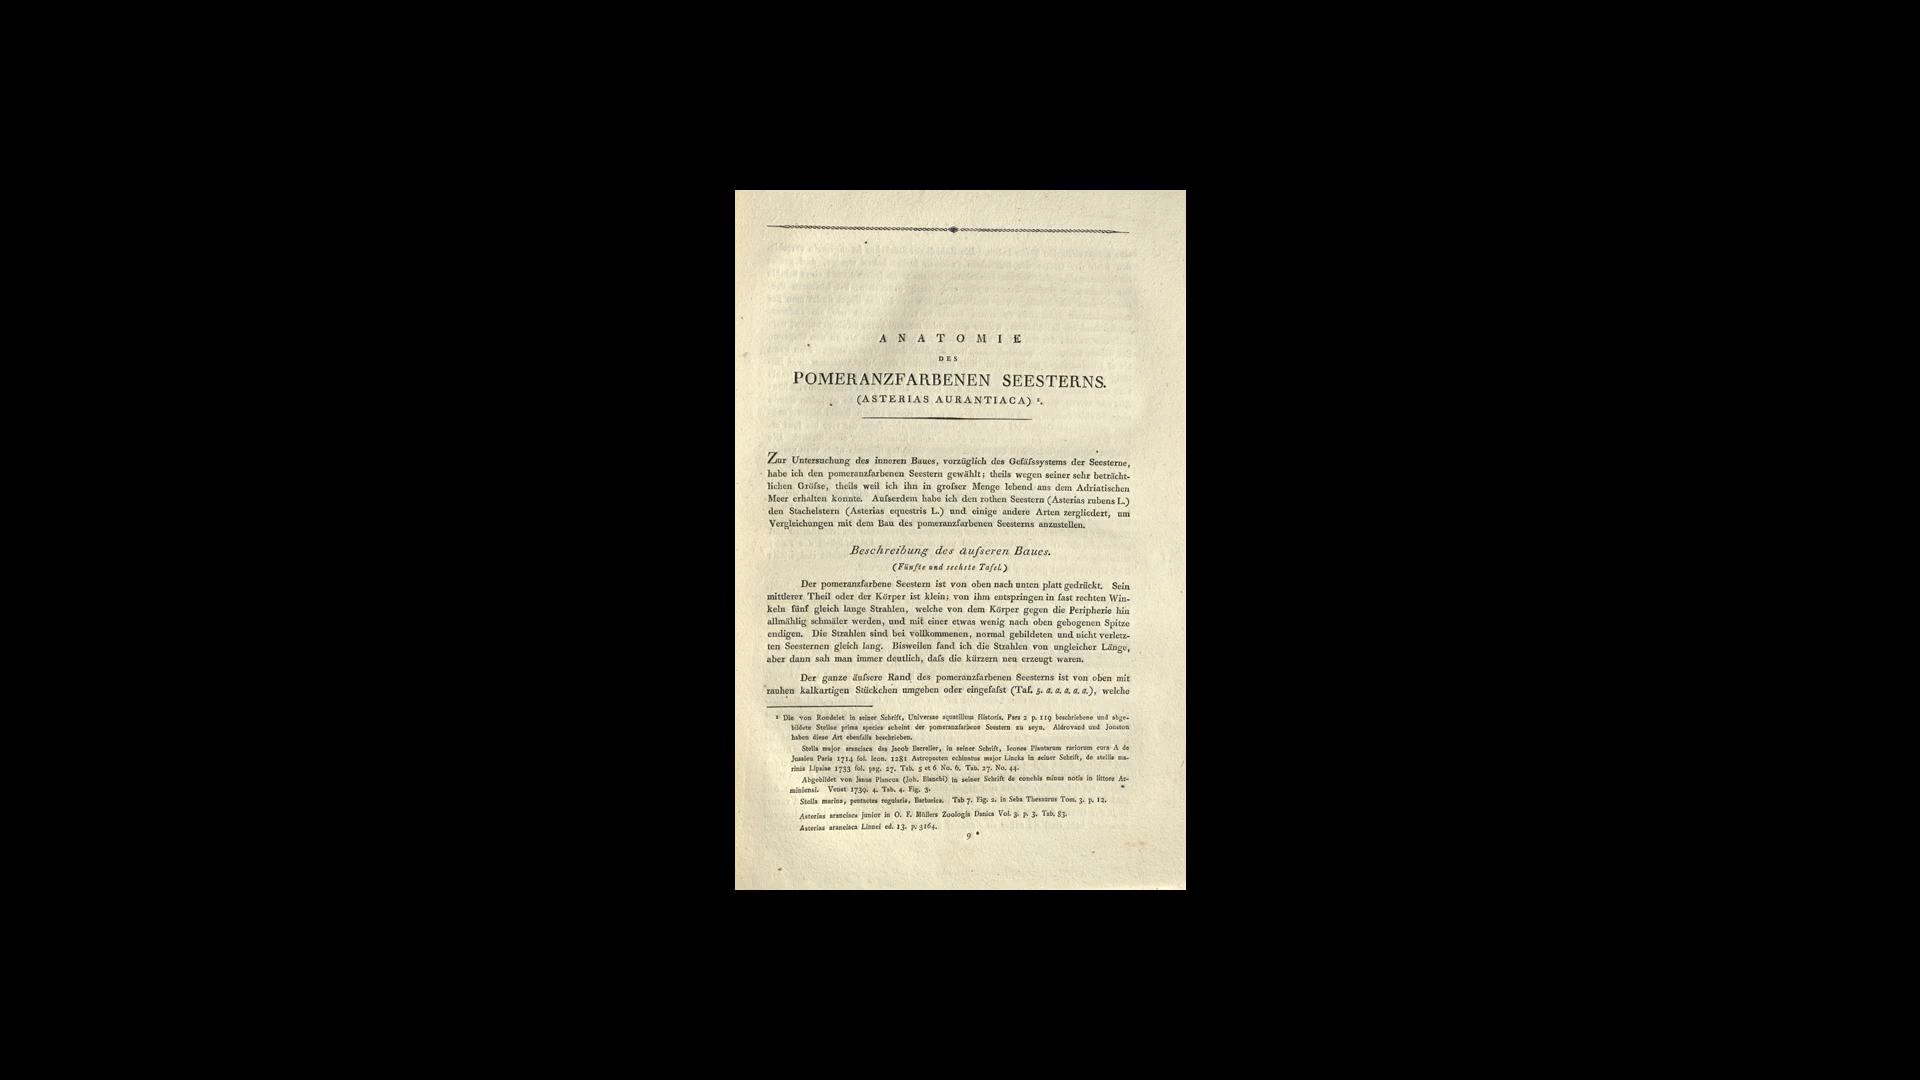 ANATOMIE
DES
POMERANZFARBENEN SEESTERNS.
(ASTERIAS AURANTIACA) ¹.
Zur Untersuchung des inneren Baues, vorzüglich des Gefäſssystems der Seesterne,
habe ich den pomeranzfarbenen Seestern gewählt; theils wegen seiner sehr beträcht-
lichen Gröſse, theils weil ich ihn in groſser Menge lebend aus dem Adriatischen
Meer erhalten konnte. Auſserdem habe ich den rothen Seestern (Asterias rubens L.)
den Stachelstern (Asterias equestris L.) und einige andere Arten zergliedert, um
Vergleichungen mit dem Bau des pomeranzfarbenen Seesterns anzustellen.
Beschreibung des äuſseren Baues.
(Fünfte und sechste Tafel.)
Der pomeranzfarbene Seestern ist von oben nach unten platt gedrückt. Sein
mittlerer Theil oder der Körper ist klein; von ihm entspringen in fast rechten Win-
keln fünf gleich lange Strahlen, welche von dem Körper gegen die Peripherie hin
allmählig schmäler werden, und mit einer etwas wenig nach oben gebogenen Spitze
endigen. Die Strahlen sind bei vollkommenen, normal gebildeten und nicht verletz-
ten Seesternen gleich lang. Bisweilen fand ich die Strahlen von ungleicher Länge,
aber dann sah man immer deutlich, daſs die kürzern neu erzeugt waren.
Der ganze äuſsere Rand des pomeranzfarbenen Seesterns ist von oben mit
rauhen kalkartigen Stückchen umgeben oder eingefaſst (Taf. 5. a. a. a. a. a.), welche
¹ Die von Rondelet in seiner Schrift, Universae aquatilium Historia. Pars 2 p. 119 beschriebene und abge-
bildete Stellae prima species scheint der pomeranzfarbene Seestern zu seyn. Aldrovand und Jonston
haben diese Art ebenfalls beschrieben.
Stella major arancisca des Jacob Barrelier, in seiner Schrift, Icones Plantarum rariorum cura A de
Jussieu Paris 1714 fol. Icon. 1281 Astropecten echinatus major Lincks in seiner Schrift, de stellis ma-
rinis Lipsiae 1733 fol. pag. 27. Tab. 5 et 6 No. 6. Tab. 27. No. 44.
Abgebildet von Janus Plancus (Joh. Bianchi) in seiner Schrift de conchis minus notis in littore Ar-
miniensi. Venet 1739. 4. Tab. 4. Fig. 3.
Stella marina, pentactes regularis, Barbarica. Tab 7. Fig. 2. in Seba Thesaurus Tom. 3. p. 12.
Asterias arancisca junior in O. F. Müllers Zoologia Danica Vol. 3. p. 3. Tab. 83.
Asterias arancisca Linnei ed. 13. p. 3164.
9 *